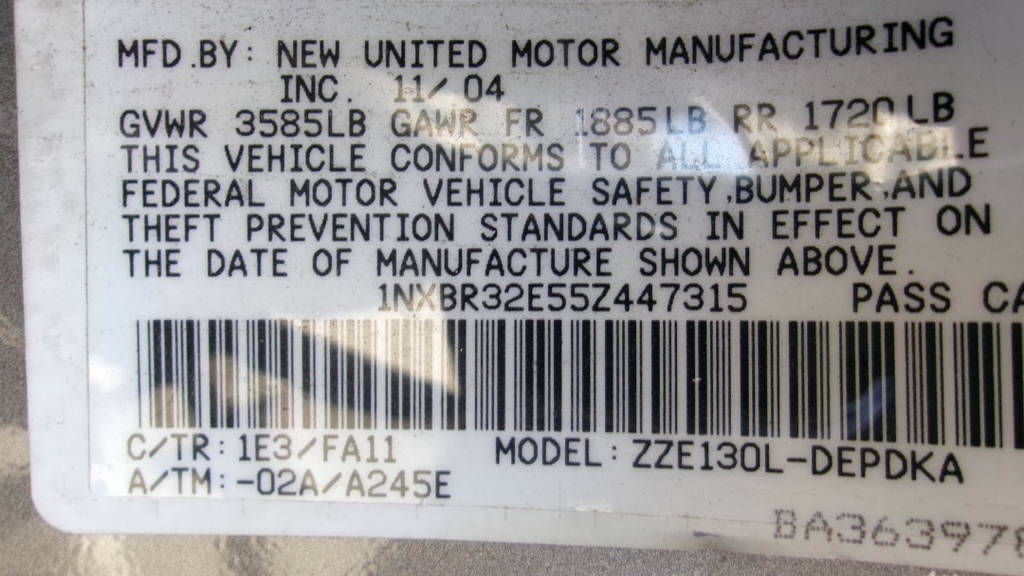 MFD.BY: NEW UNITED MOTOR MANUFACTURING
INC. 11/04
GVWR 3585LB GAWR FR 1885LB RR 1720LB
THIS VEHICLE CONFORMS TO ALL APPLICABLE
FEDERAL MOTOR VEHICLE SAFETY,BUMPER,AND
THEFT PREVENTION STANDARDS IN EFFECT ON
THE DATE OF MANUFACTURE SHOWN ABOVE.
1NXBR32E55Z447315 PASS CA
C/TR: 1E3/FA11 MODEL: ZZE130L-DEPDKA
A/TM: -02A/A245E
BA363978